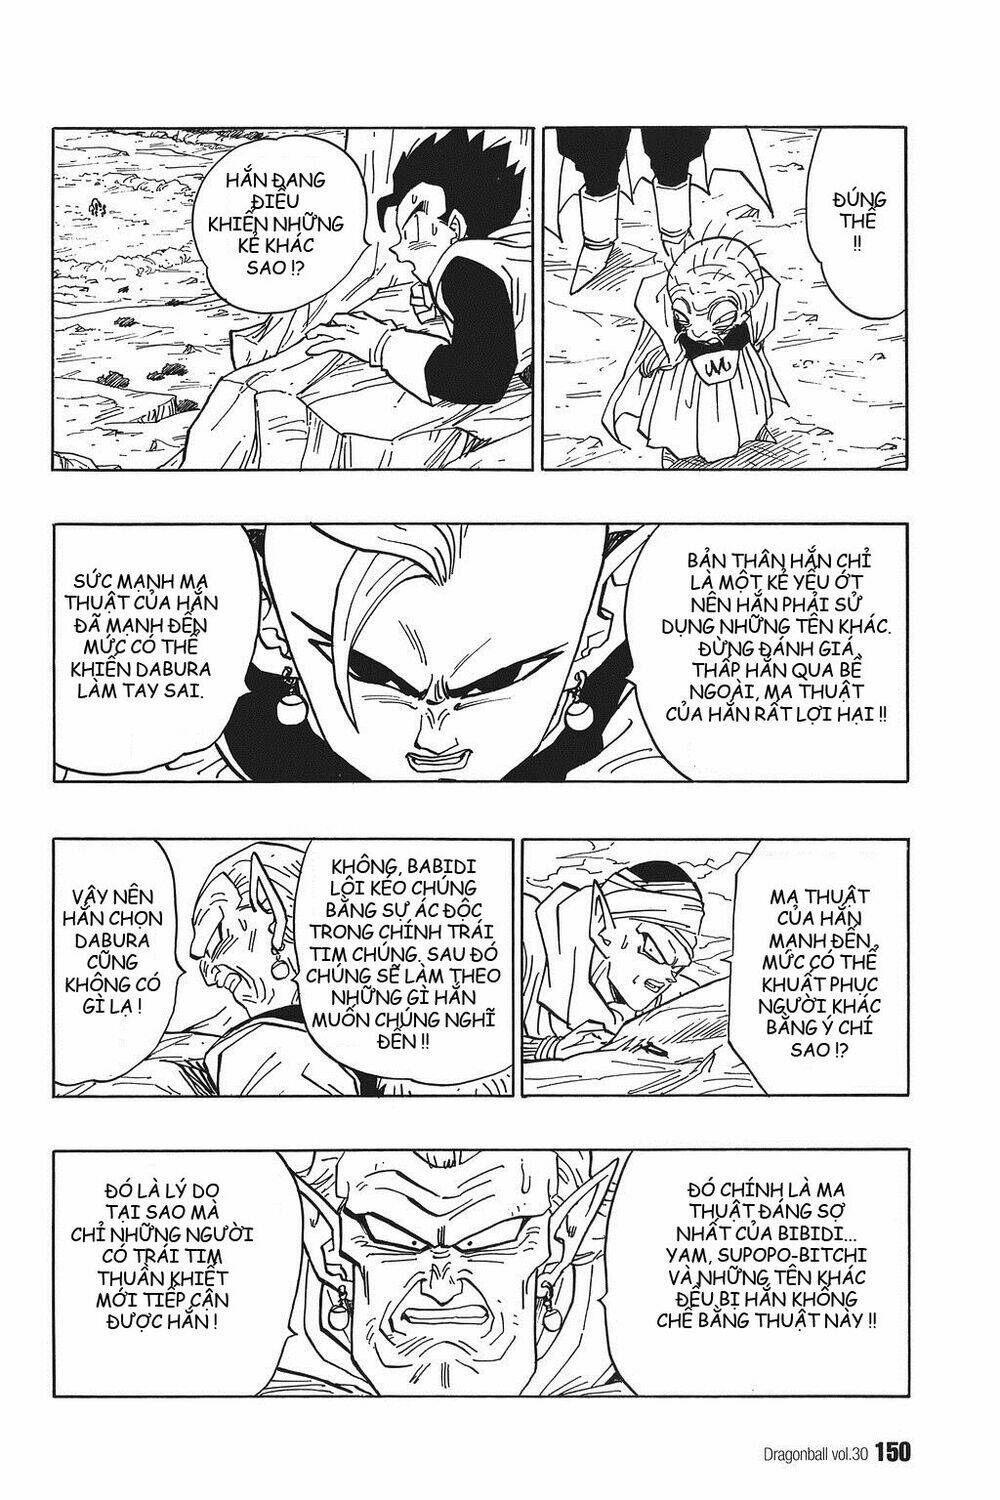 ĐÚNG
THẾ
!!
M
HẮN ĐANG
ĐIỀU
KHIỂN NHỮNG
KẺ KHÁC
SAO !?
BẢN THÂN HẮN CHỈ
LÀ MỘT KẺ YẾU ỚT
NÊN HẮN PHẢI SỬ
DỤNG NHỮNG TÊN KHÁC.
ĐỪNG ĐÁNH GIÁ
THẤP HẮN QUA BỀ
NGOÀI, MA THUẬT
CỦA HẮN RẤT LỢI HẠI !!
SỨC MẠNH MA
THUẬT CỦA HẮN
ĐÃ MẠNH ĐẾN
MỨC CÓ THỂ
KHIẾN DABURA
LÀM TAY SAI.
MA THUẬT
CỦA HẮN
MẠNH ĐẾN
MỨC CÓ THỂ
KHUẤT PHỤC
NGƯỜI KHÁC
BẰNG Ý CHÍ
SAO !?
KHÔNG, BABIDI
LÔI KÉO CHÚNG
BẰNG SỰ ÁC ĐỘC
TRONG CHÍNH TRÁI
TIM CHÚNG. SAU ĐÓ
CHÚNG SẼ LÀM THEO
NHỮNG GÌ HẮN
MUỐN CHÚNG NGHĨ
ĐẾN !!
VẬY NÊN
HẮN CHỌN
DABURA
CŨNG
KHÔNG CÓ
GÌ LẠ !
ĐÓ CHÍNH LÀ MA
THUẬT ĐÁNG SỢ
NHẤT CỦA BIBIDI...
YAM, SUPOPO-BITCHI
VÀ NHỮNG TÊN KHÁC
ĐỀU BỊ HẮN KHỐNG
CHẾ BẰNG THUẬT NÀY !!
ĐÓ LÀ LÝ DO
TẠI SAO MÀ
CHỈ NHỮNG NGƯỜI
CÓ TRÁI TIM
THUẦN KHIẾT
MỚI TIẾP CẬN
ĐƯỢC HẮN !
Dragonball vol.30 150